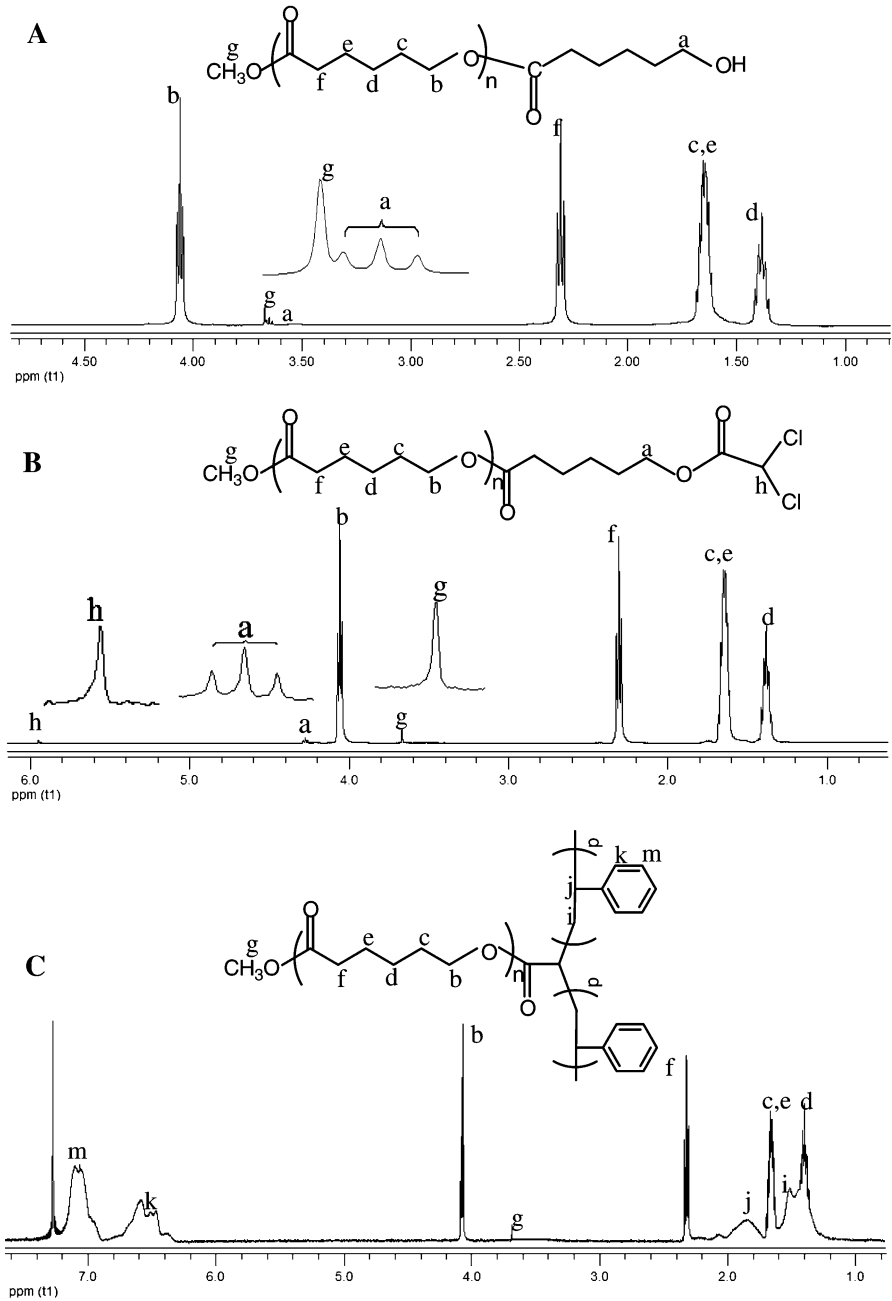 A
O
g
e
c
a
CH3O
f
d
b
O
n
C
O
OH
b
f
c,e
d
g
a
g
a
4.50
4.00
3.50
3.00
2.50
2.00
1.50
1.00
ppm (t1)
B
O
O
Cl
g
e
c
a
CH3O
f
d
b
O
n
O
O
h
Cl
b
f
c,e
d
h
a
g
h
a
g
6.0
5.0
4.0
3.0
2.0
1.0
ppm (t1)
C
p
k
m
j
i
O
g
e
c
CH3O
f
d
b
O
n
O
p
b
f
c,e
d
m
k
g
j
i
7.0
6.0
5.0
4.0
3.0
2.0
1.0
ppm (t1)